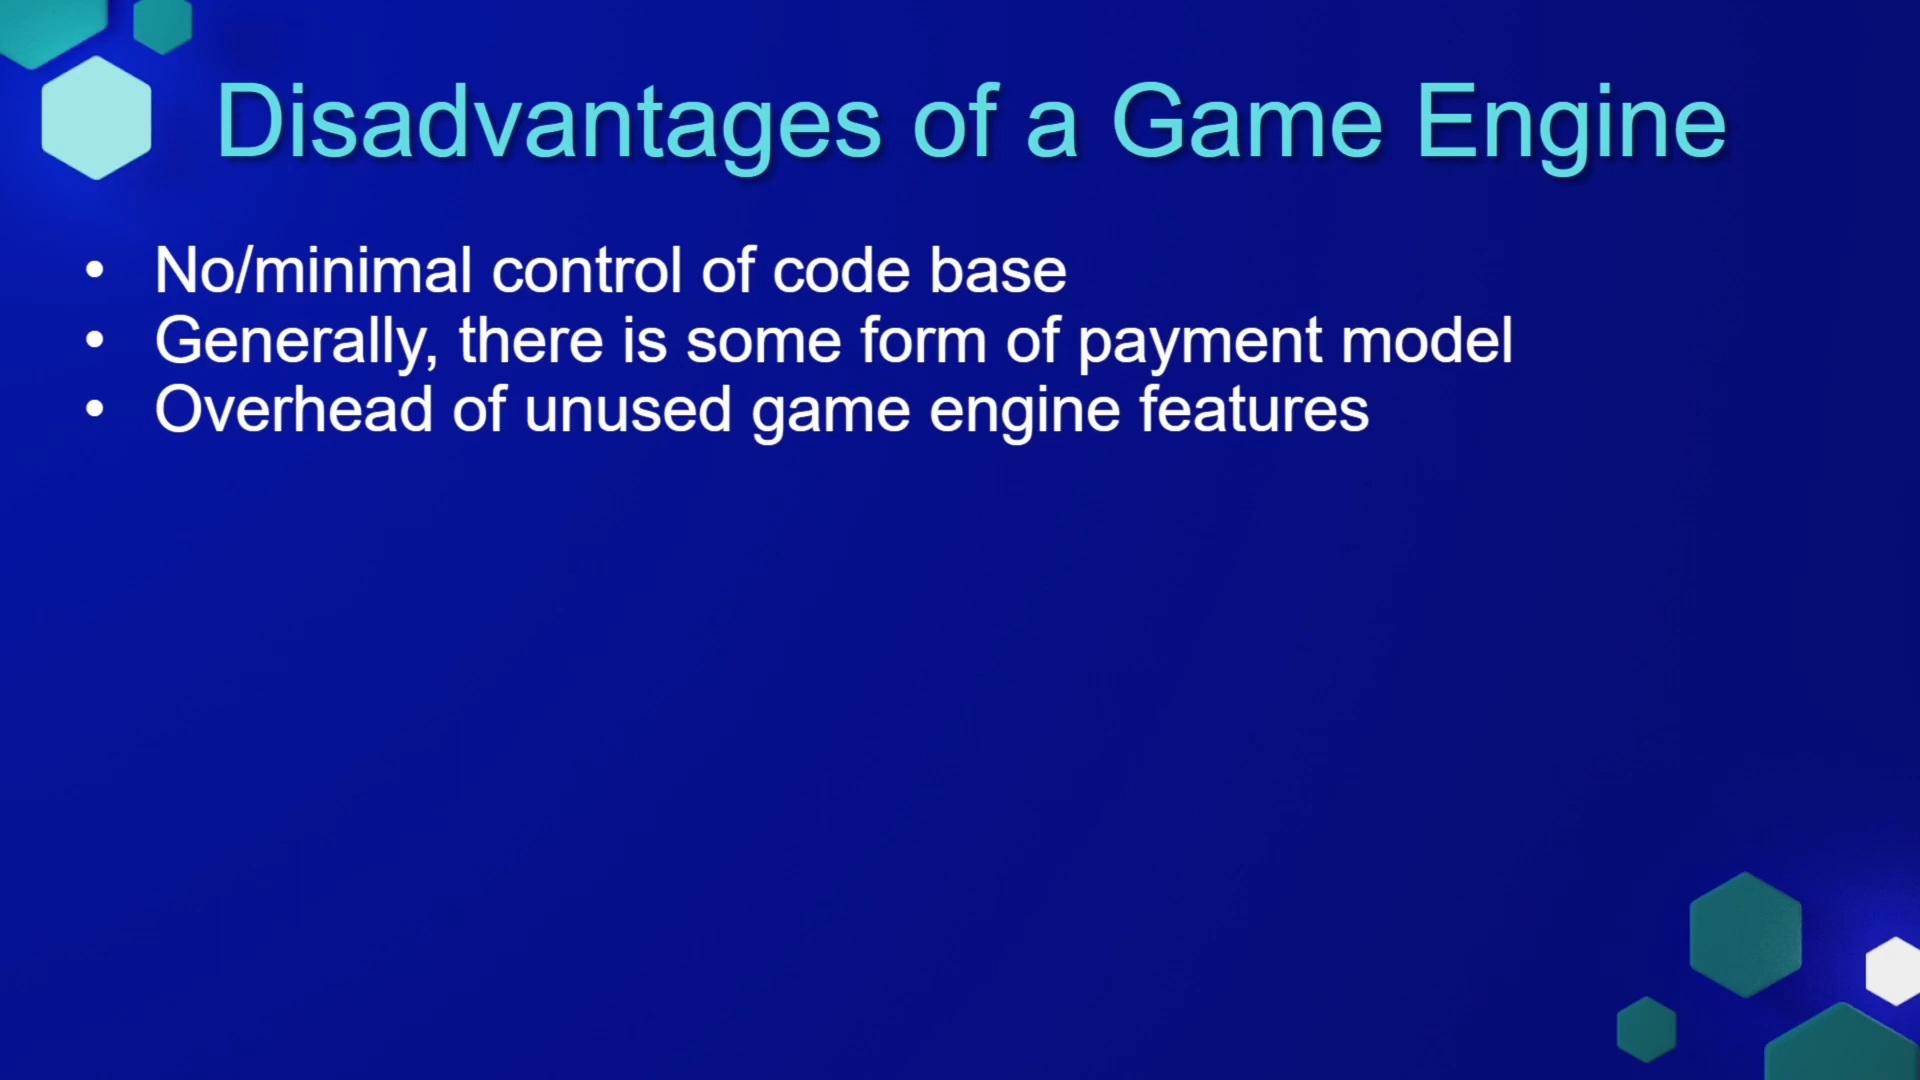 Disadvantages of a Game Engine
• No/minimal control of code base
• Generally, there is some form of payment model
• Overhead of unused game engine features